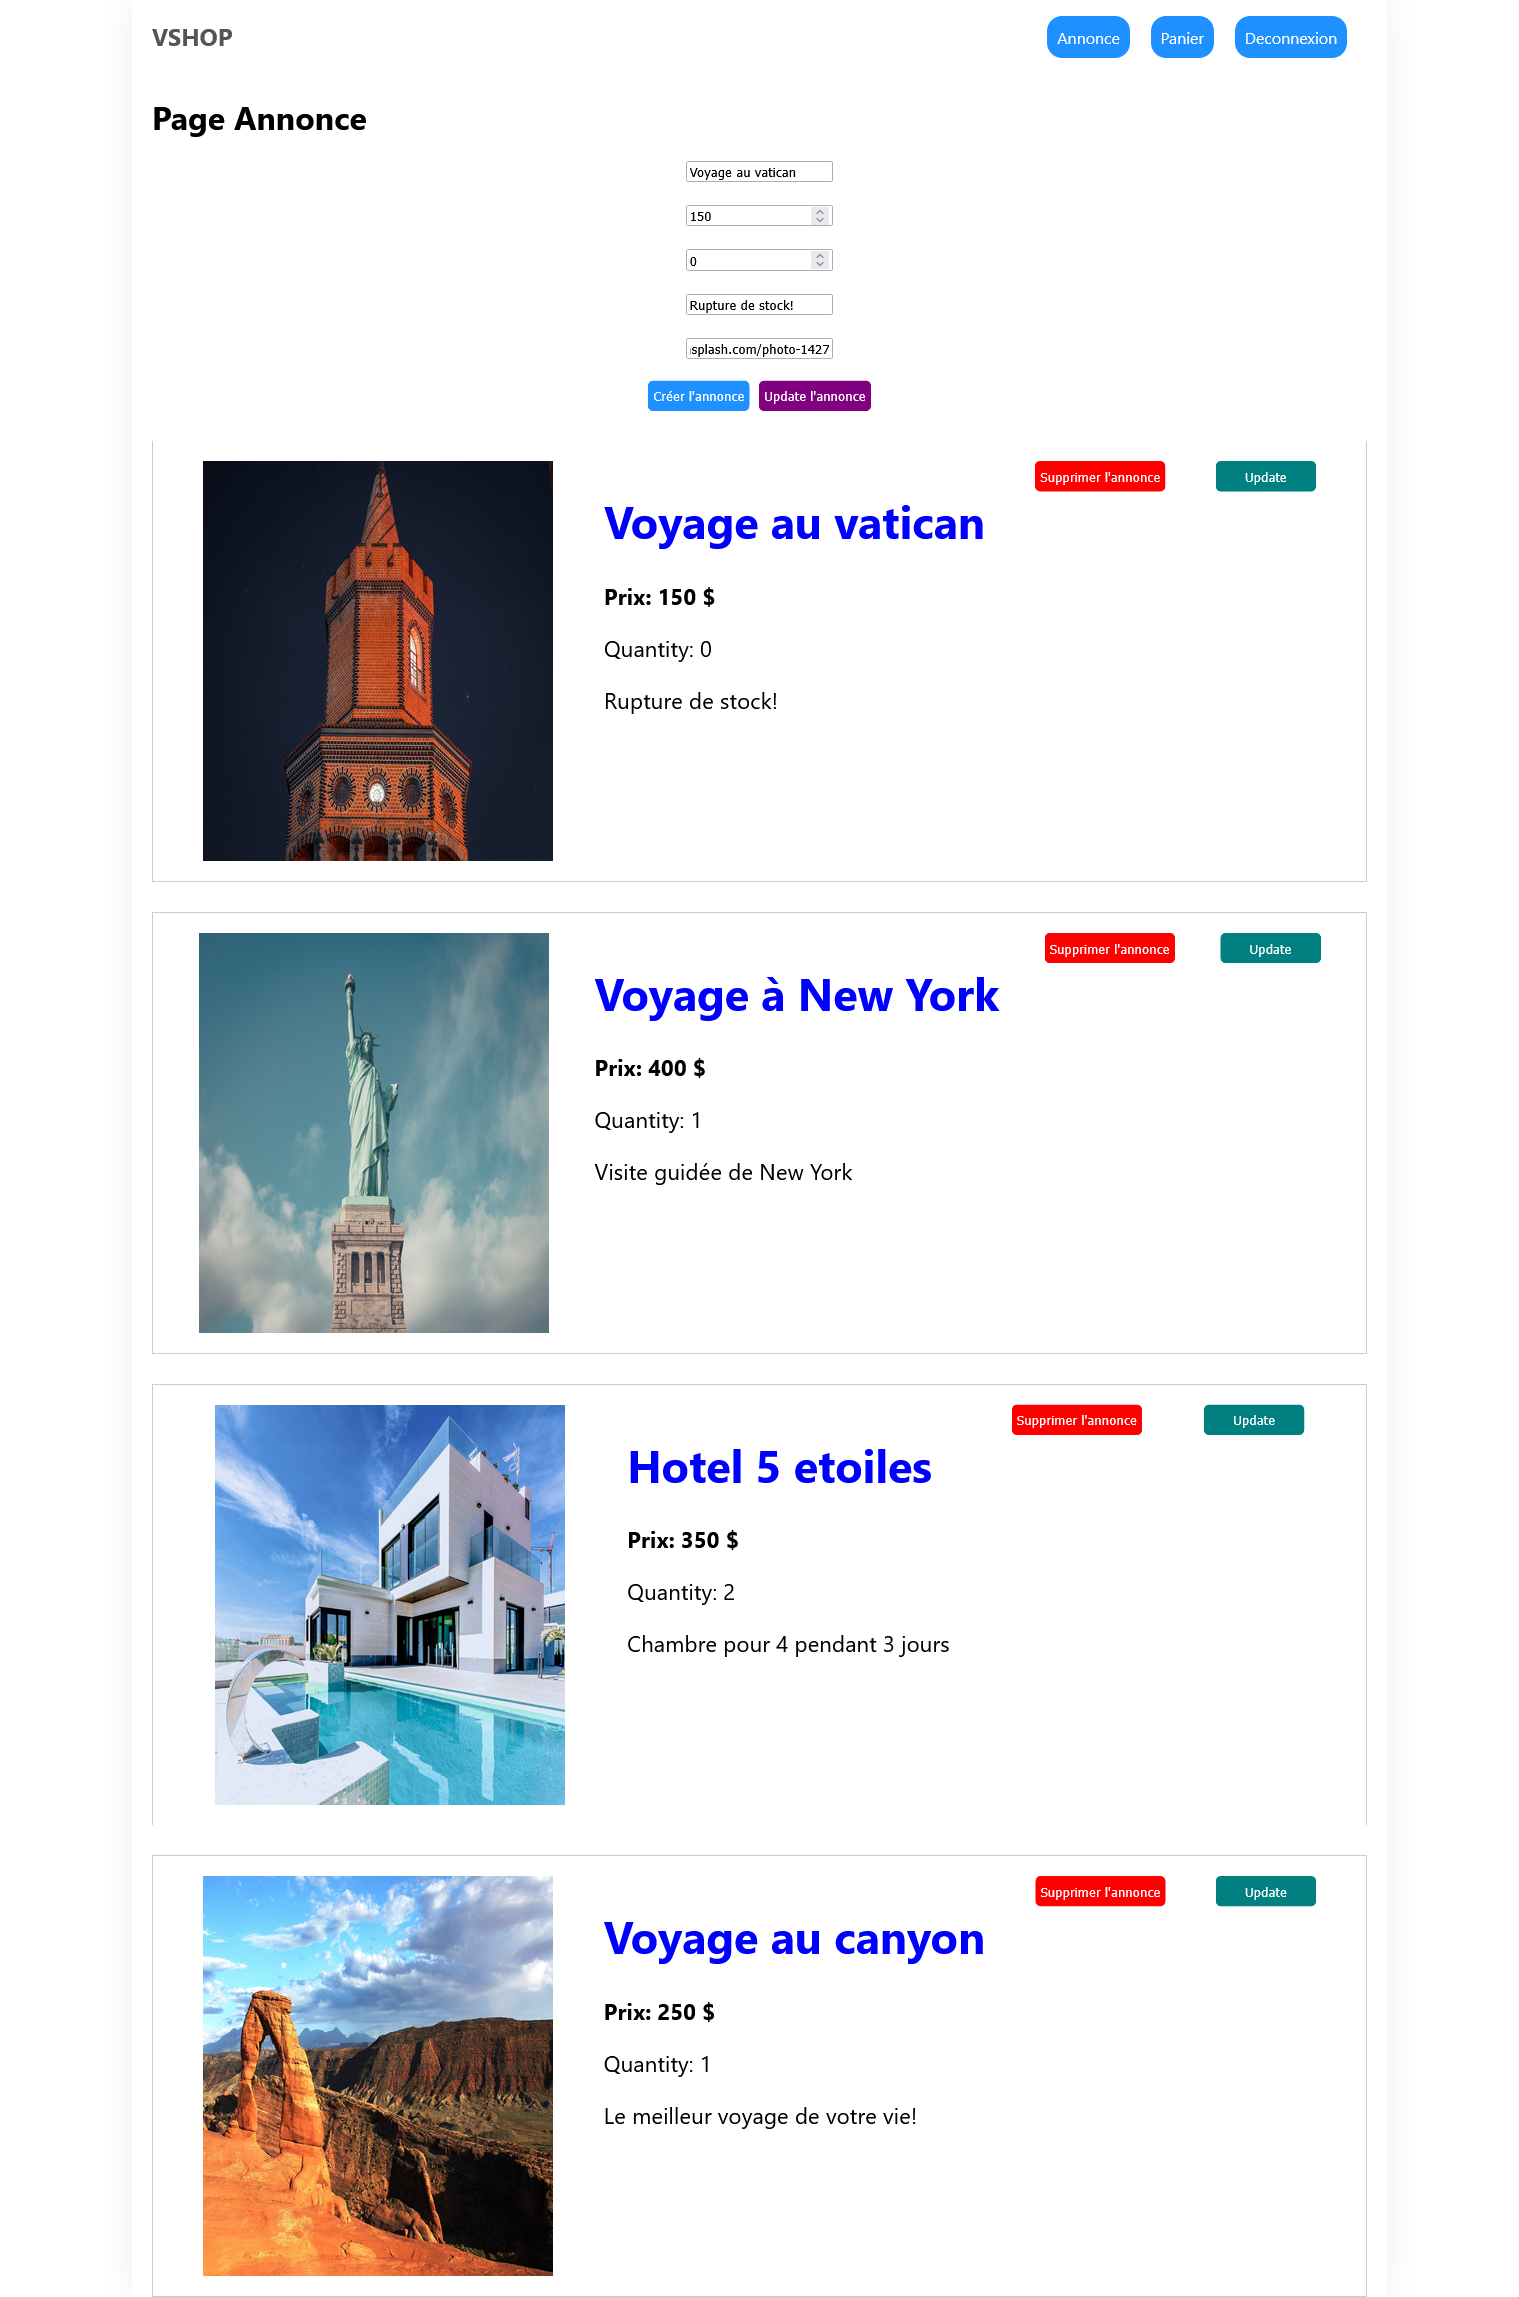 VSHOP
Annonce Panier Deconnexion
Page Annonce
Voyage au vatican
150
0
Rupture de stock!
splash.com/photo-1427
Créer l'annonce Update l'annonce
Supprimer l'annonce Update
Voyage au vatican
Prix: 150 $
Quantity: 0
Rupture de stock!
Supprimer l'annonce Update
Voyage à New York
Prix: 400 $
Quantity: 1
Visite guidée de New York
Supprimer l'annonce Update
Hotel 5 etoiles
Prix: 350 $
Quantity: 2
Chambre pour 4 pendant 3 jours
Supprimer l'annonce Update
Voyage au canyon
Prix: 250 $
Quantity: 1
Le meilleur voyage de votre vie!